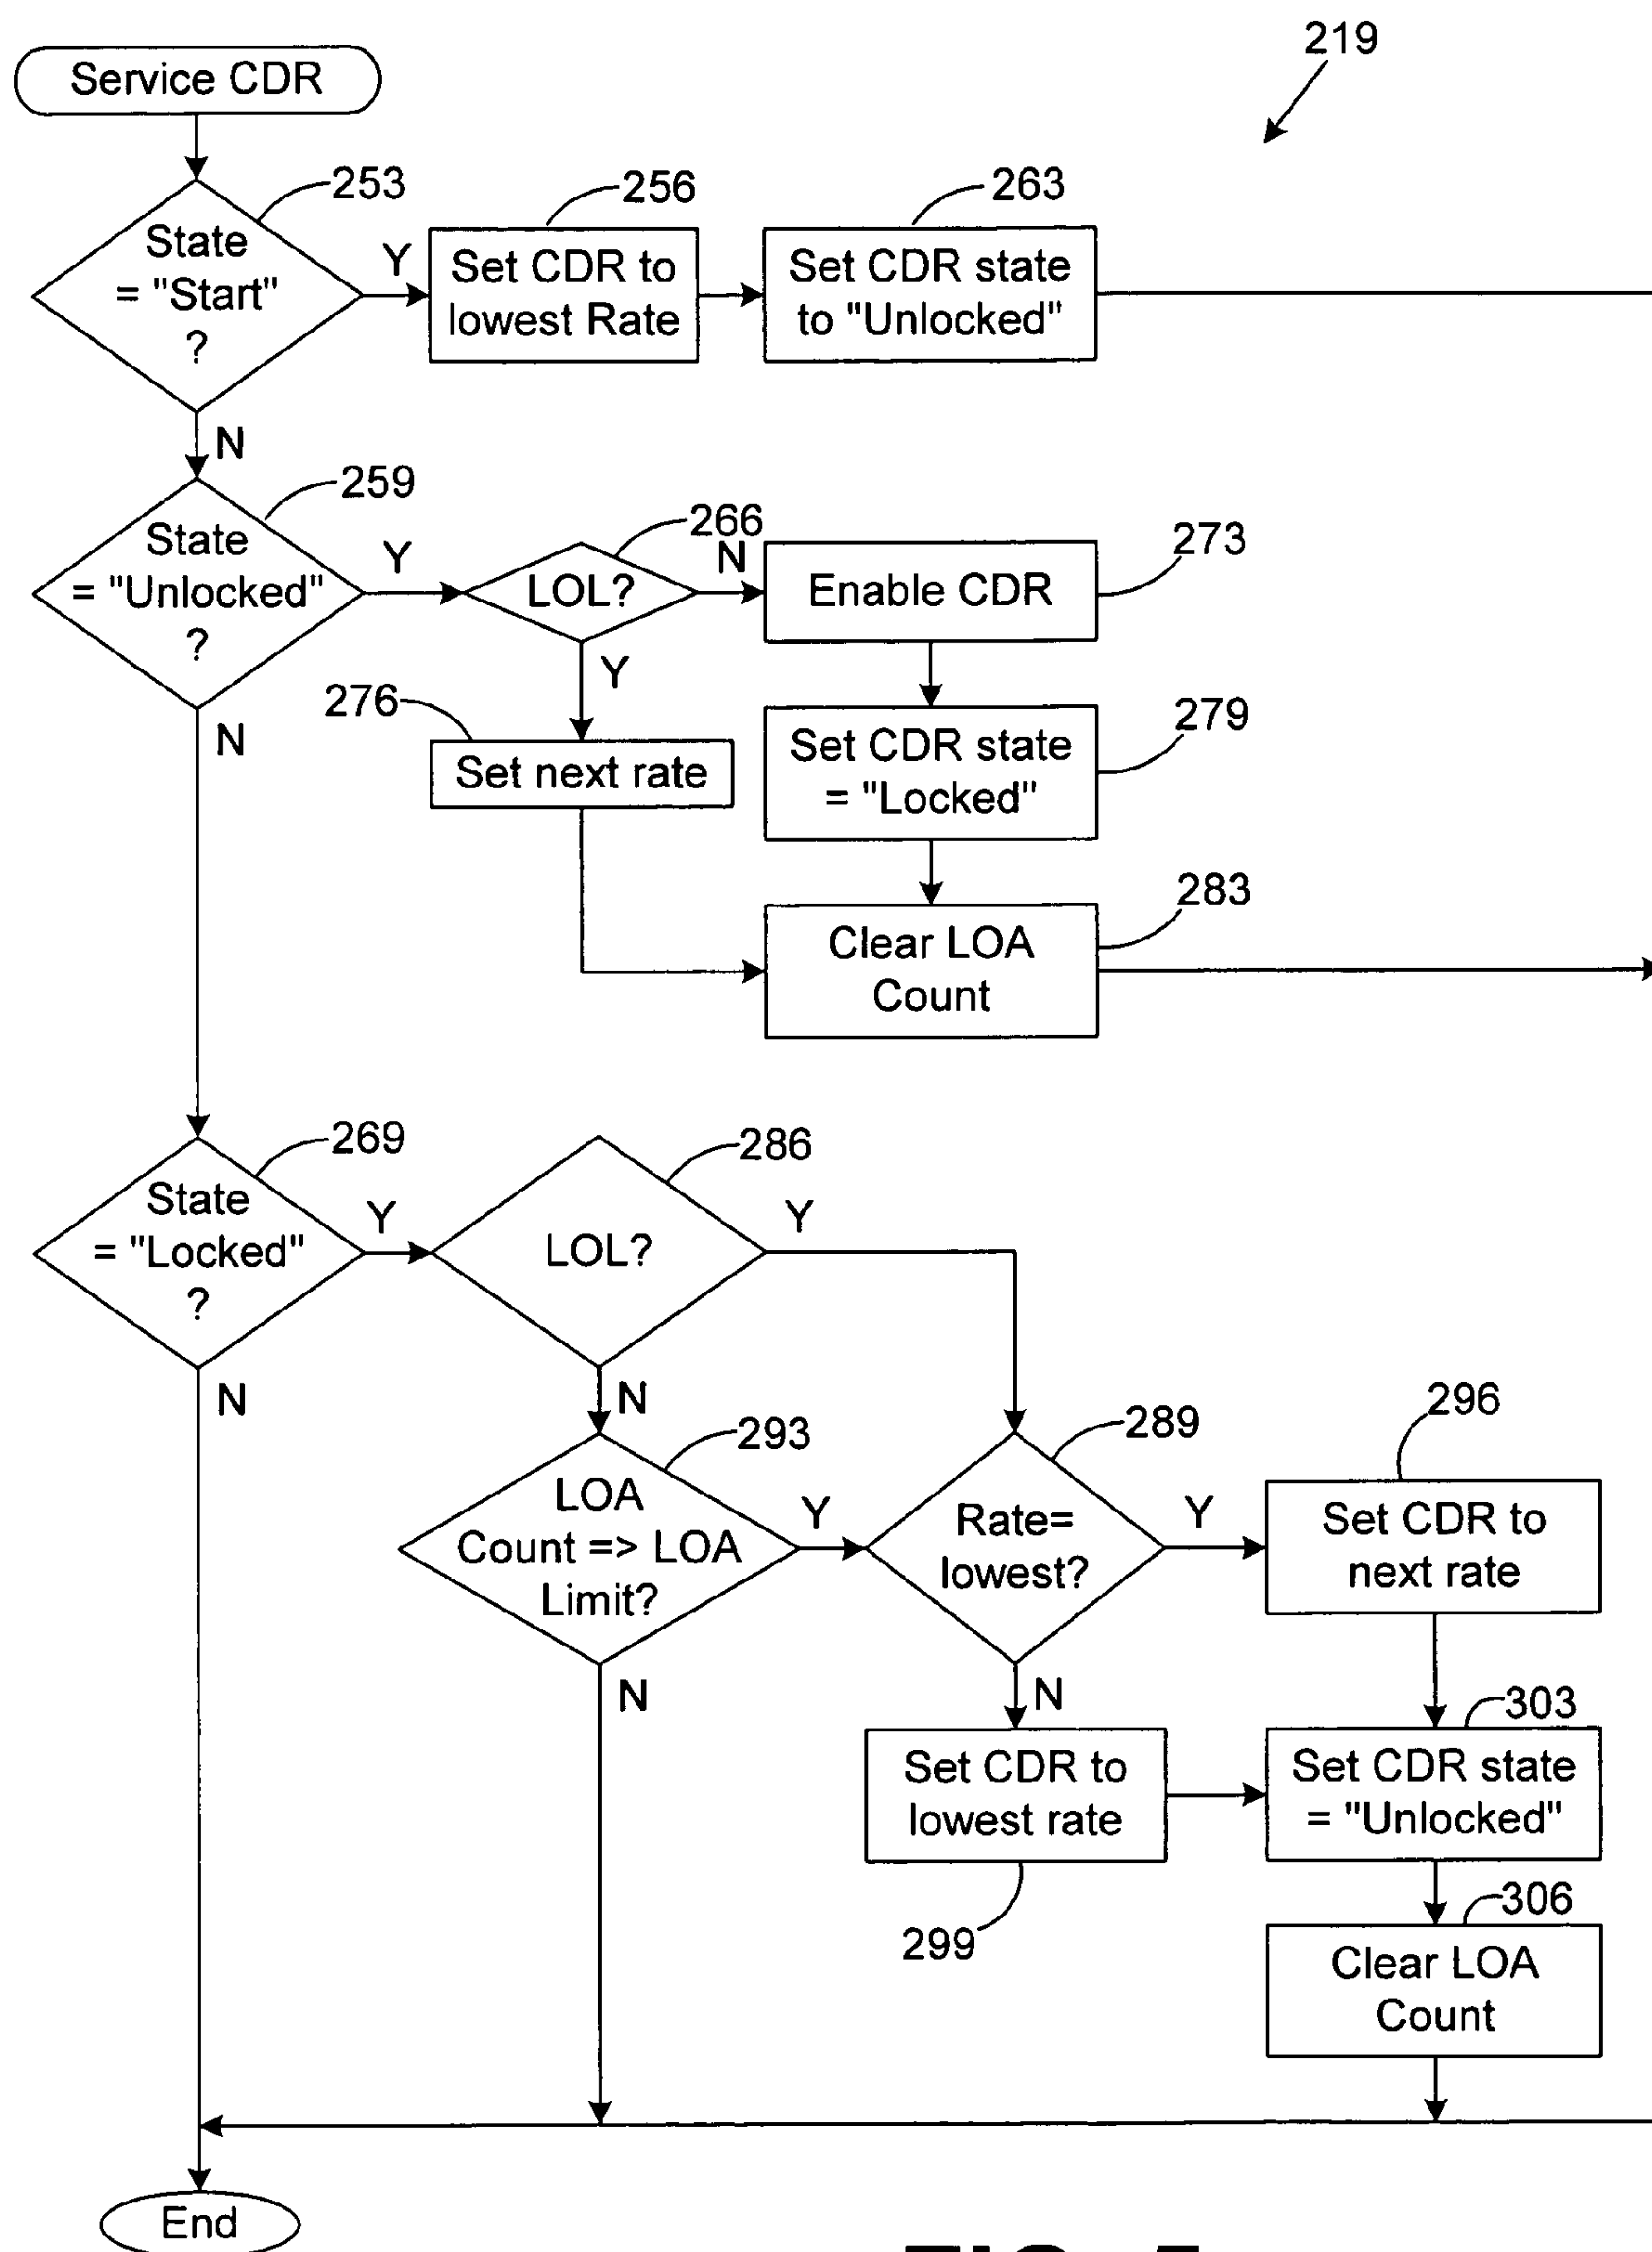 219
Service CDR
253
State
= "Start"
?
Y
256
Set CDR to
lowest Rate
263
Set CDR state
to "Unlocked"
N
259
State
= "Unlocked"
?
Y
266
LOL?
N
273
Enable CDR
Y
276
Set next rate
279
Set CDR state
= "Locked"
283
Clear LOA
Count
N
269
State
= "Locked"
?
Y
286
LOL?
Y
N
N
293
LOA
Count => LOA
Limit?
Y
289
Rate=
lowest?
Y
296
Set CDR to
next rate
N
N
299
Set CDR to
lowest rate
303
Set CDR state
= "Unlocked"
306
Clear LOA
Count
End